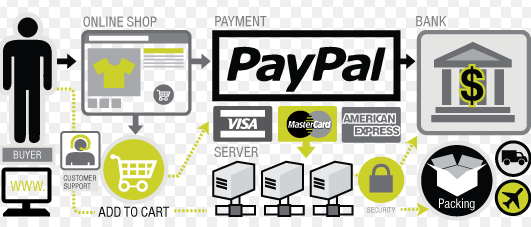 ONLINE SHOP
PAYMENT
BANK
PayPal
$
VISA
MasterCard
AMERICAN
EXPRESS
BUYER
SERVER
WWW.
CUSTOMER
SUPPORT
ADD TO CART
SECURITY
Packing